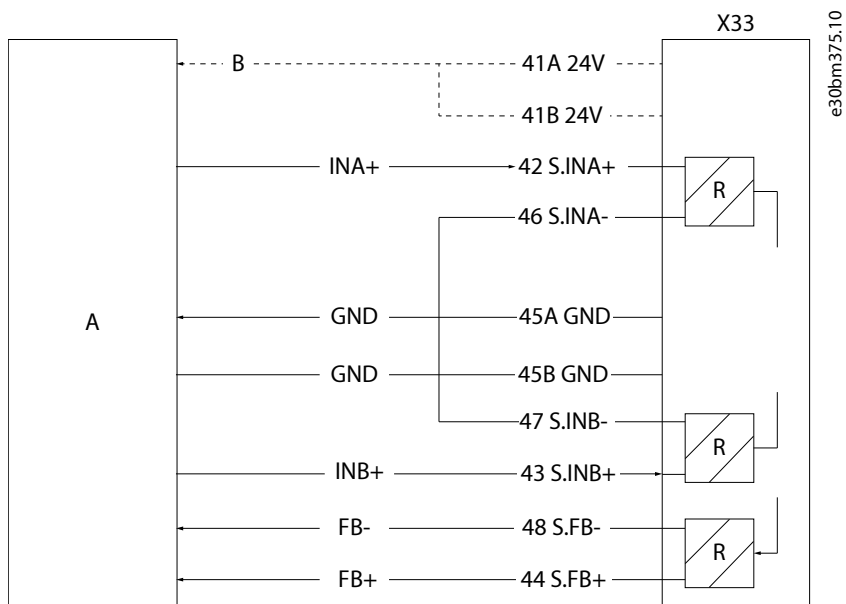 X33
e30bm375.10
B 41A 24V
41B 24V
INA+ 42 S.INA+
R
46 S.INA-
A
GND 45A GND
GND 45B GND
47 S.INB-
R
INB+ 43 S.INB+
FB- 48 S.FB-
R
FB+ 44 S.FB+